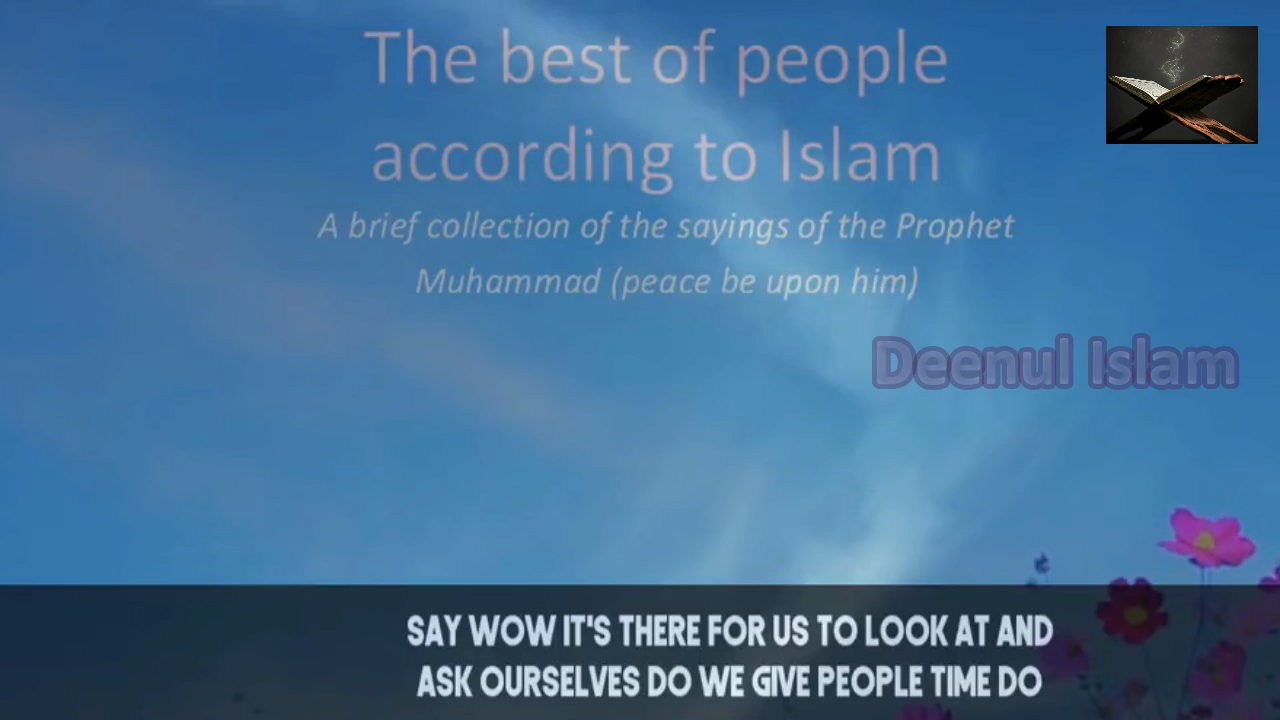 The best of people
according to Islam
A brief collection of the sayings of the Prophet
Muhammad (peace be upon him)
Deenul Islam
SAY WOW IT'S THERE FOR US TO LOOK AT AND
ASK OURSELVES DO WE GIVE PEOPLE TIME DO